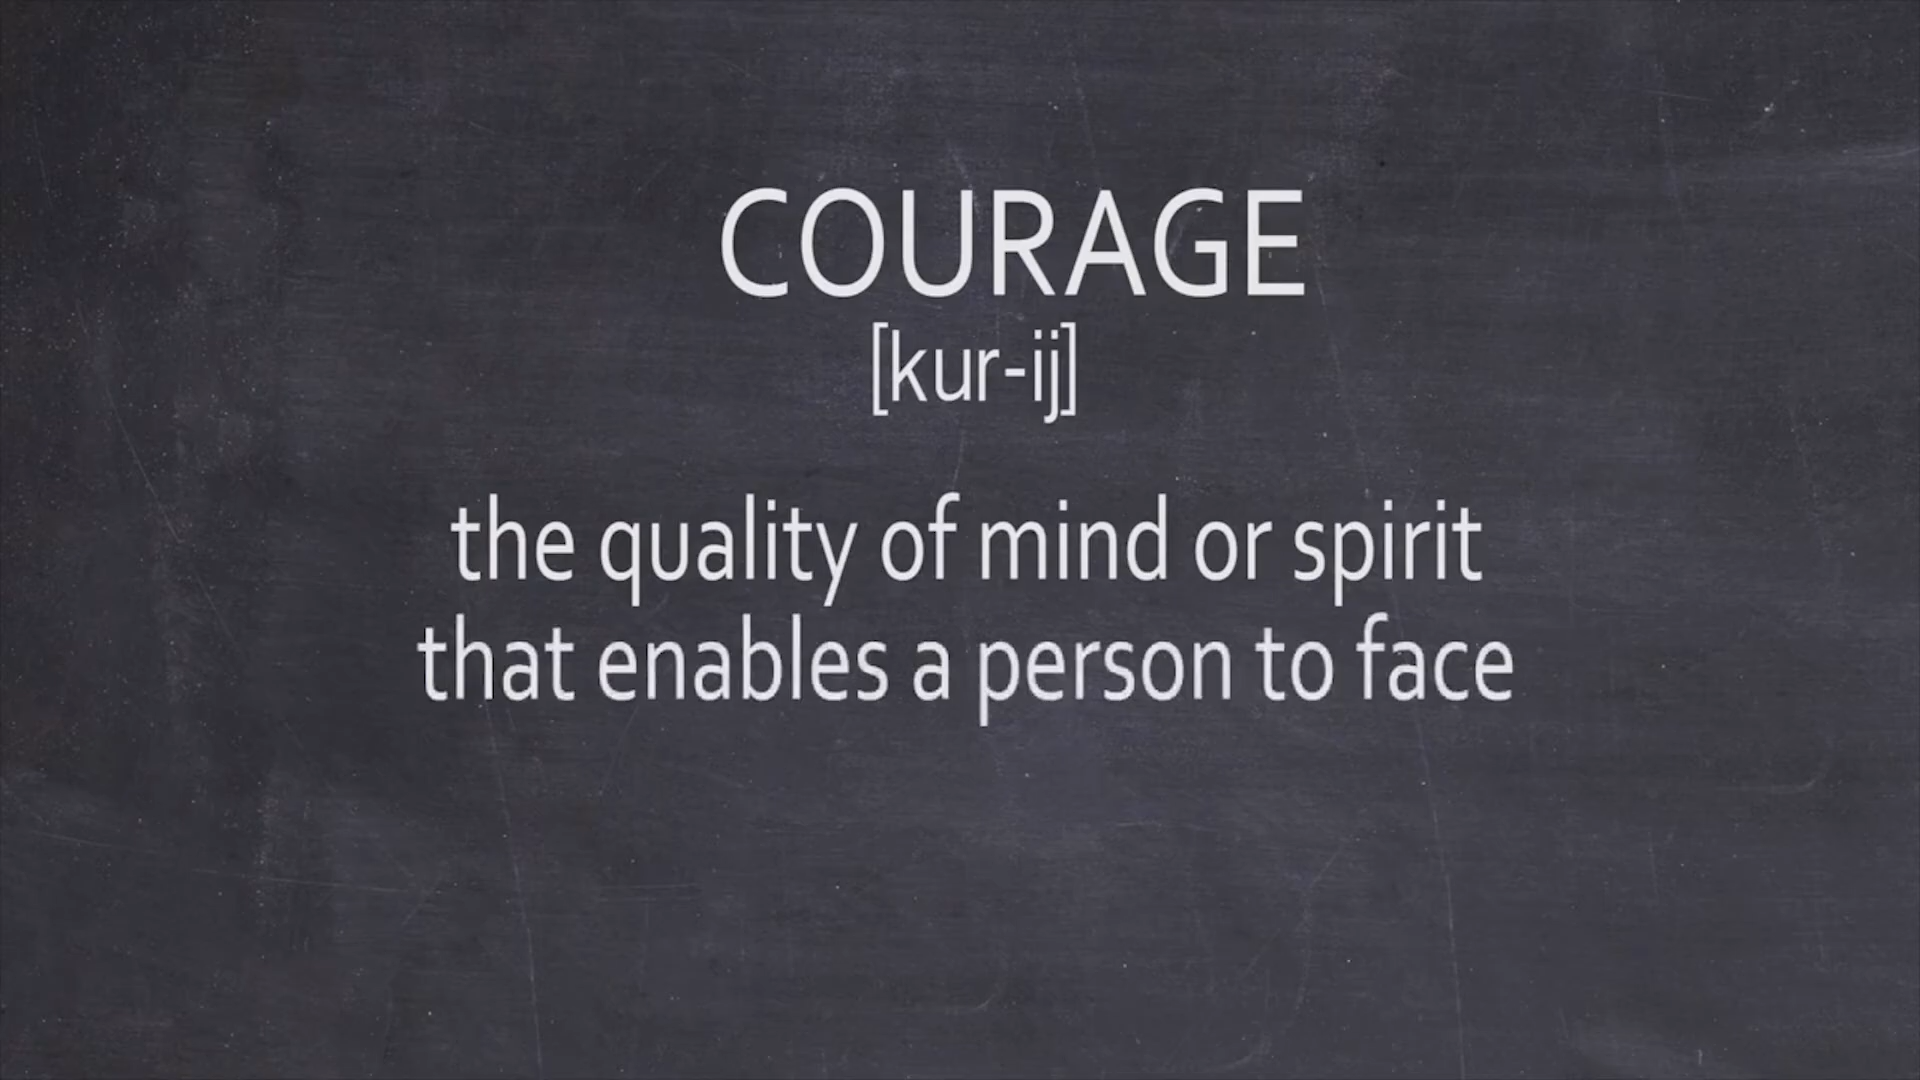 COURAGE
[kur-ij]
the quality of mind or spirit
that enables a person to face